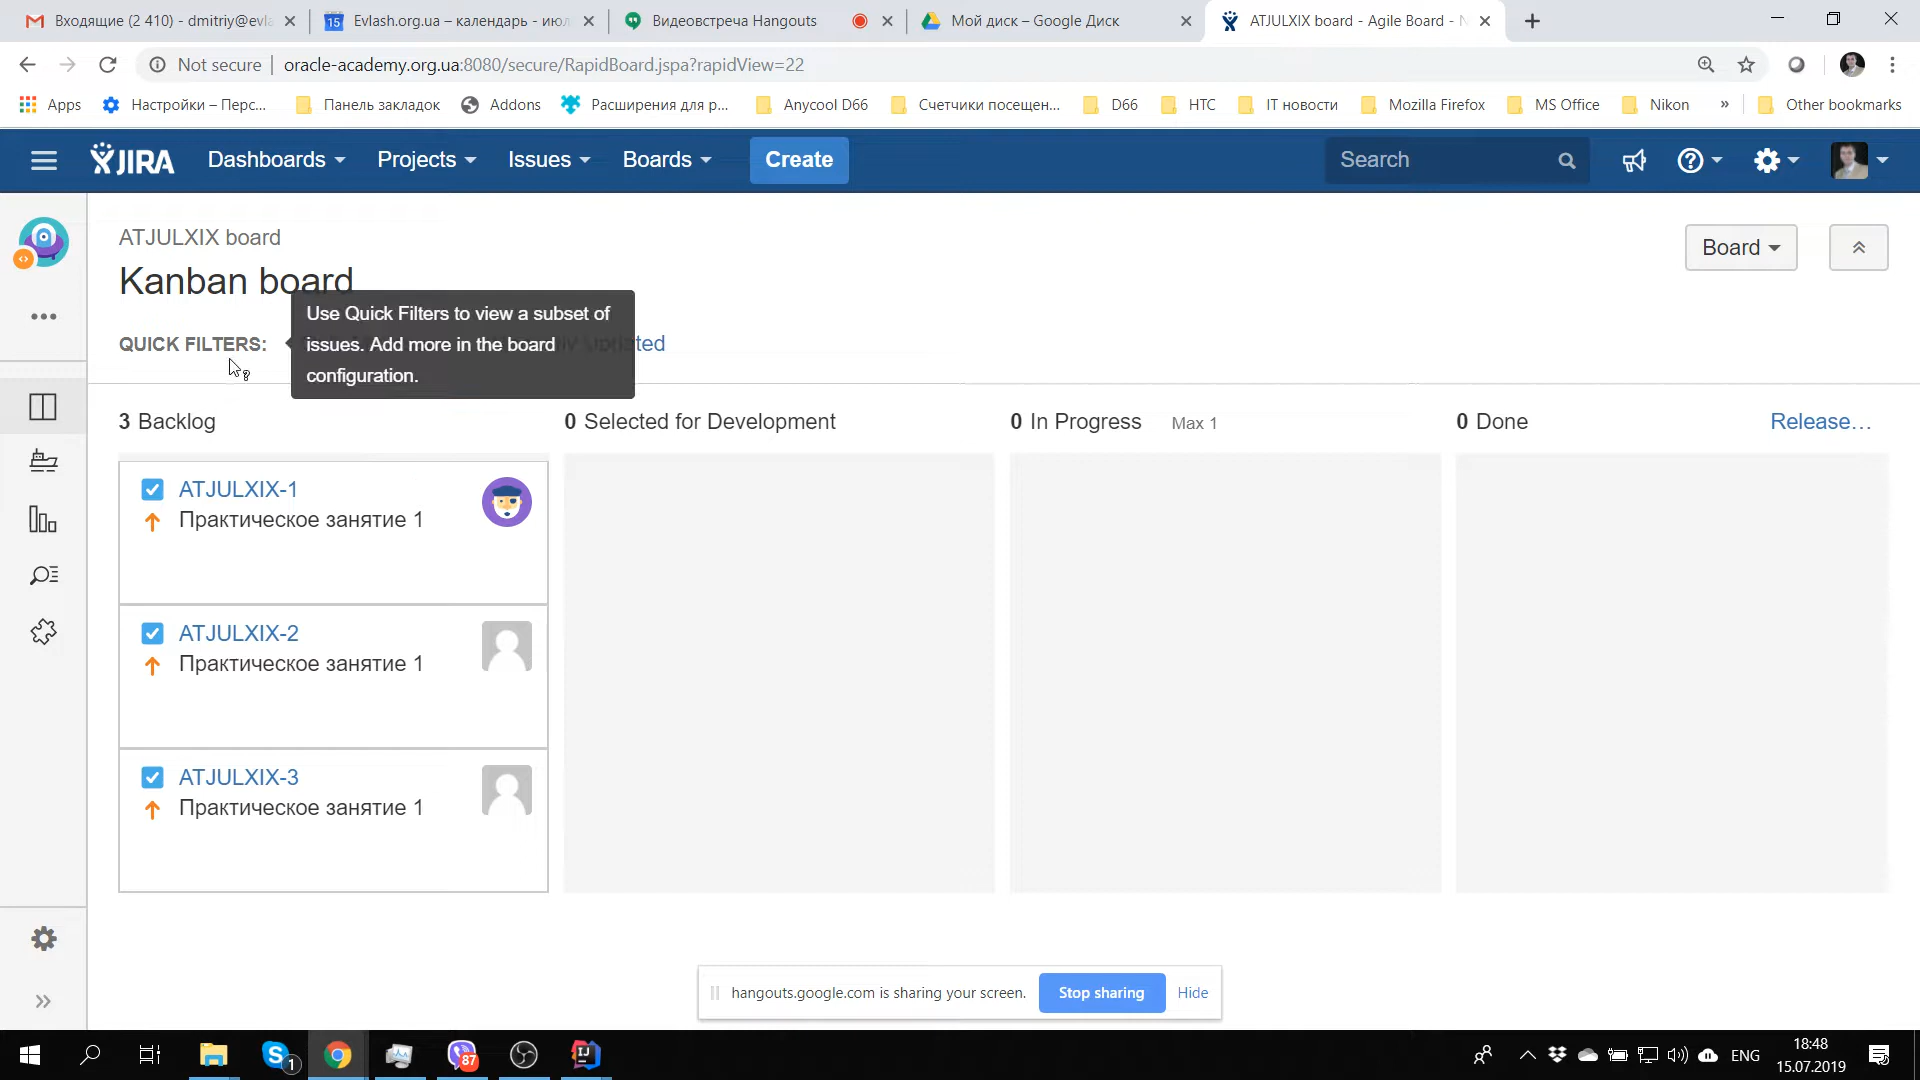 Входящие (2 410) - dmitriy@evla
Evlash.org.ua – календарь - июл
Видеовстреча Hangouts
Мой диск – Google Диск
ATJULXIX board - Agile Board -
Not secure
oracle-academy.org.ua:8080/secure/RapidBoard.jspa?rapidView=22
Apps
Настройки – Перс...
Панель закладок
Addons
Расширения для р...
Anycool D66
Счетчики посещен...
D66
HTC
IT новости
Mozilla Firefox
MS Office
Nikon
»
Other bookmarks
JIRA
Dashboards
Projects
Issues
Boards
Create
Search
ATJULXIX board
Board
Kanban board
QUICK FILTERS:
Use Quick Filters to view a subset of
issues. Add more in the board
configuration.
3 Backlog
0 Selected for Development
0 In Progress
Max 1
0 Done
Release...
ATJULXIX-1
Практическое занятие 1
ATJULXIX-2
Практическое занятие 1
ATJULXIX-3
Практическое занятие 1
hangouts.google.com is sharing your screen.
Stop sharing
Hide
1
87
ENG
18:48
15.07.2019